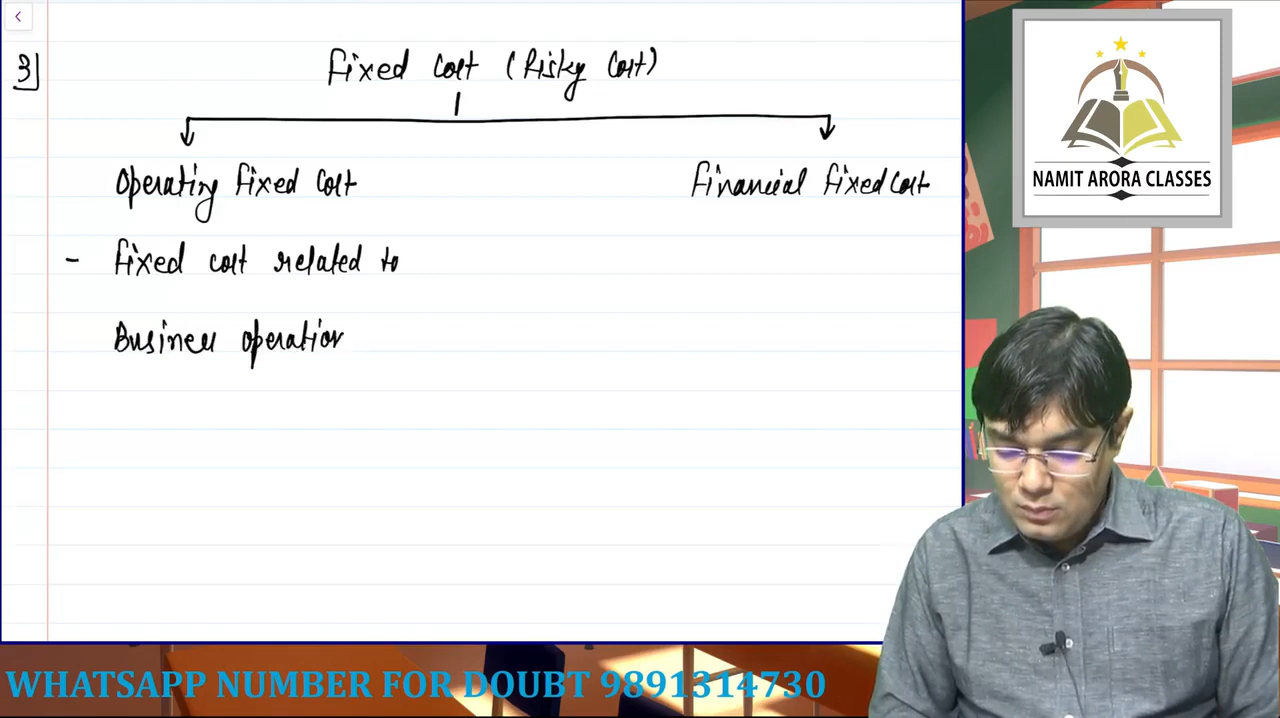 3]
Fixed Cost (Risky Cost)
Operating Fixed Cost
Financial Fixed Cost
- Fixed cost related to
Business operation
NAMIT ARORA CLASSES
WHATSAPP NUMBER FOR DOUBT 9891314730